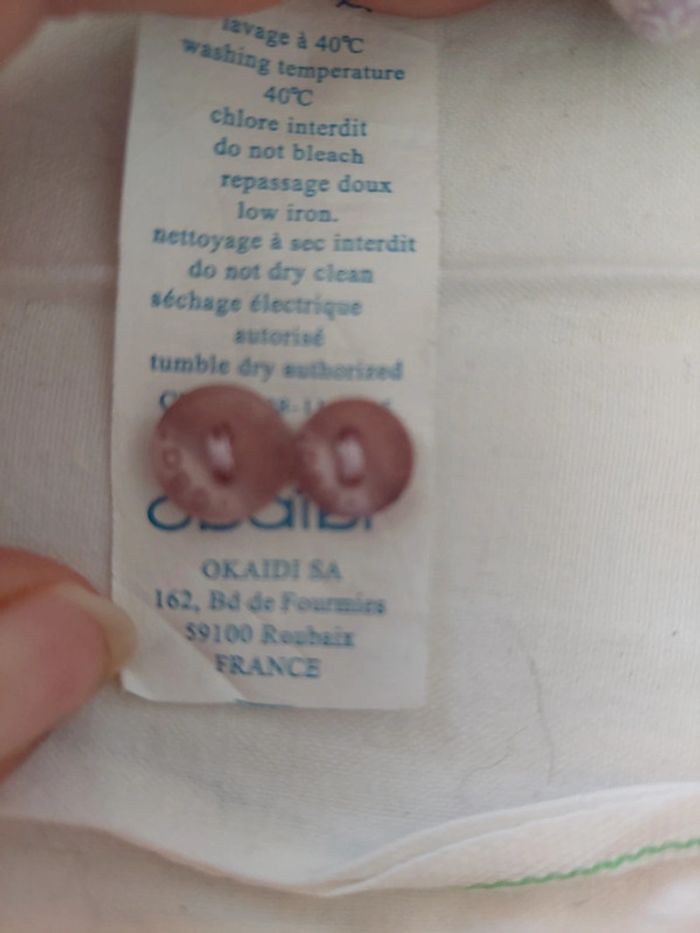 lavage à 40°C
washing temperature
40°C
chlore interdit
do not bleach
repassage doux
low iron.
nettoyage à sec interdit
do not dry clean
séchage électrique
autorisé
tumble dry authorized
OKAIDI SA
162, Bd de Fourmies
59100 Roubaix
FRANCE